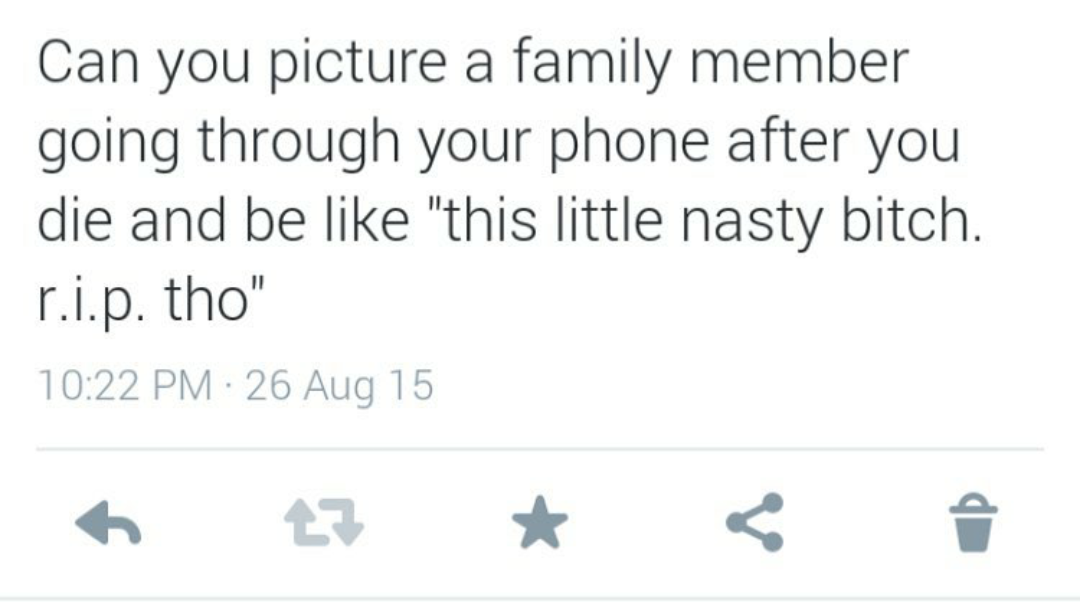 Can you picture a family member
going through your phone after you
die and be like "this little nasty bitch.
r.i.p. tho"
10:22 PM · 26 Aug 15